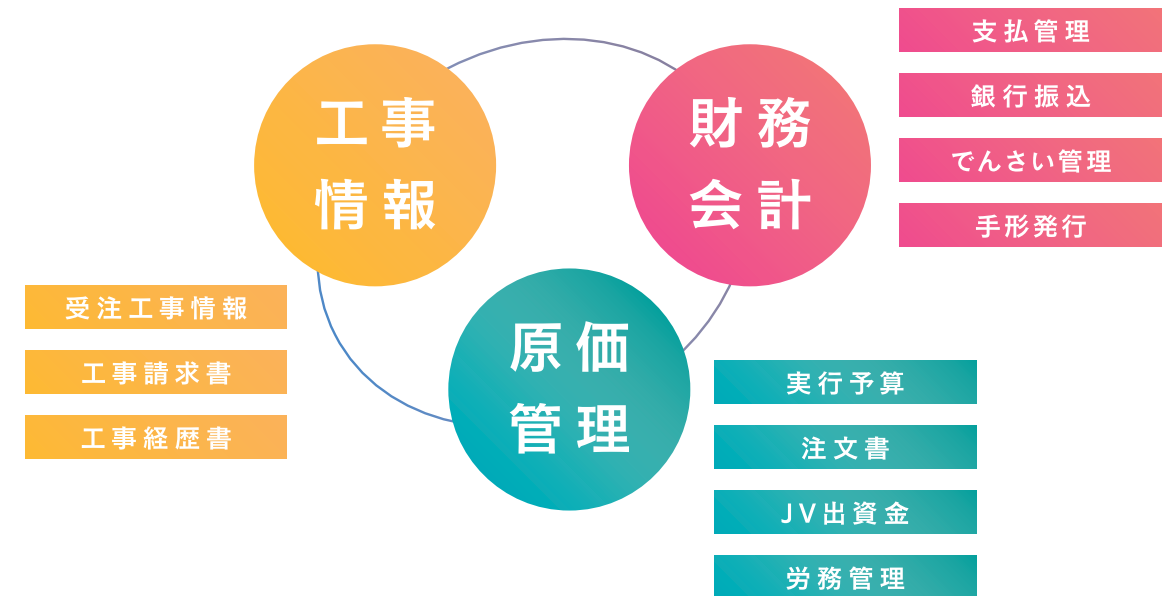 工事
情報
受注工事情報
工事請求書
工事経歴書
財務
会計
支払管理
銀行振込
でんさい管理
手形発行
原価
管理
実行予算
注文書
JV出資金
労務管理